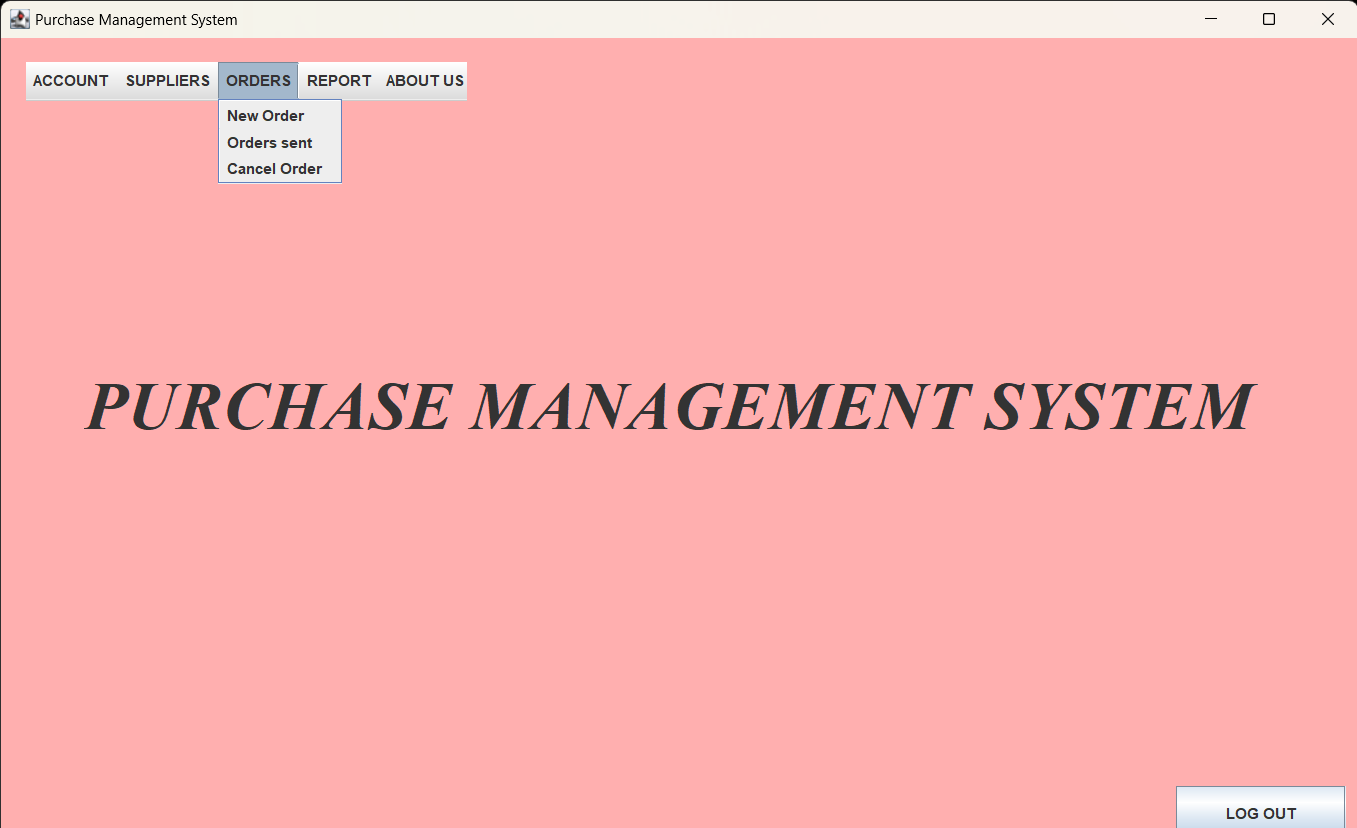 Purchase Management System
ACCOUNT SUPPLIERS ORDERS REPORT ABOUT US
New Order
Orders sent
Cancel Order
PURCHASE MANAGEMENT SYSTEM
LOG OUT